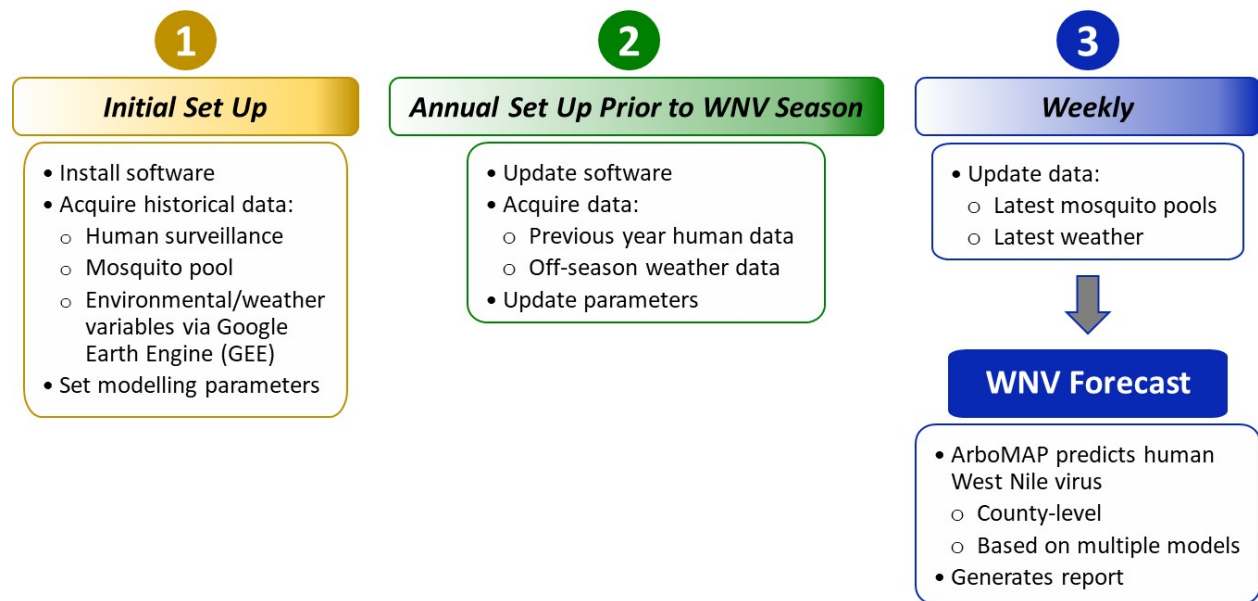 1
Initial Set Up
• Install software
• Acquire historical data:
o Human surveillance
o Mosquito pool
o Environmental/weather
variables via Google
Earth Engine (GEE)
• Set modelling parameters
2
Annual Set Up Prior to WNV Season
• Update software
• Acquire data:
o Previous year human data
o Off-season weather data
• Update parameters
3
Weekly
• Update data:
o Latest mosquito pools
o Latest weather
WNV Forecast
• ArboMAP predicts human
West Nile virus
o County-level
o Based on multiple models
• Generates report